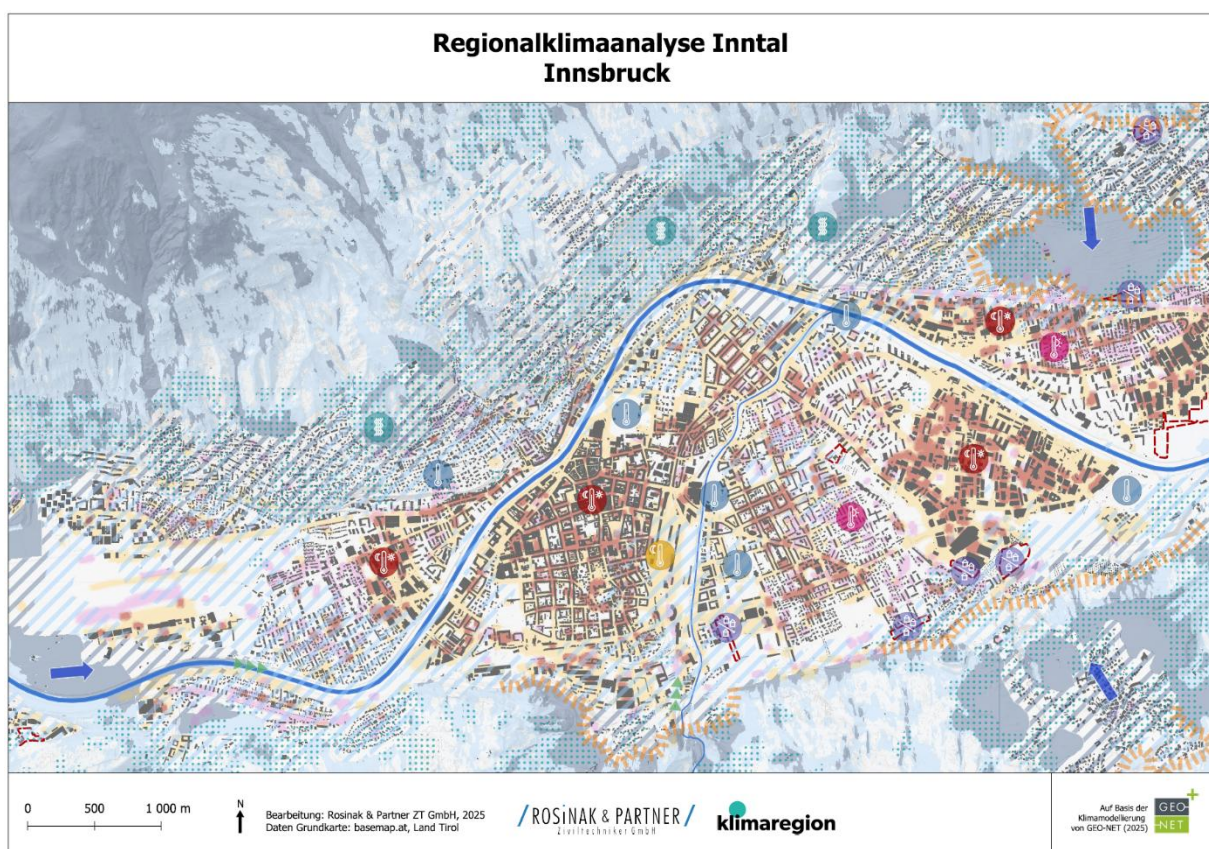 Regionalklimaanalyse Inntal
Innsbruck
0 500 1 000 m
N
Bearbeitung: Rosinak & Partner ZT GmbH, 2025
Daten Grundkarte: basemap.at, Land Tirol
ROSiNAK & PARTNER
Ziviltechniker GmbH
klimaregion
Auf Basis der
Klimamodellierung
von GEO-NET (2025)
GEO-
NET